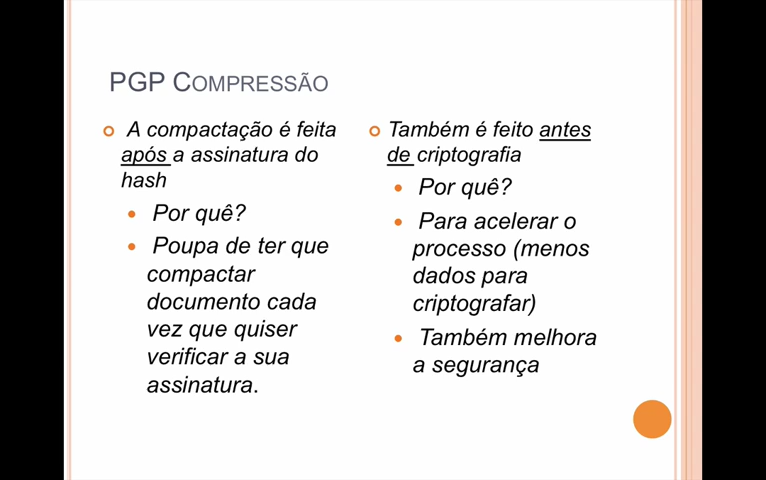 PGP COMPRESSÃO
A compactação é feita
após a assinatura do
hash
Por quê?
Poupa de ter que
compactar
documento cada
vez que quiser
verificar a sua
assinatura.
Também é feito antes
de criptografia
Por quê?
Para acelerar o
processo (menos
dados para
criptografar)
Também melhora
a segurança